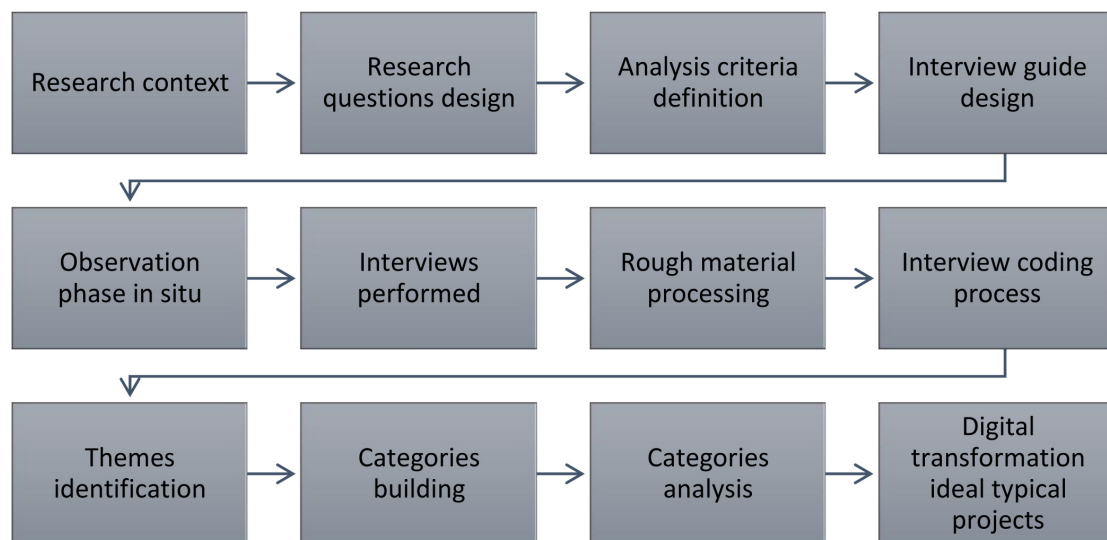 Research context
Research
questions design
Analysis criteria
definition
Interview guide
design
Observation
phase in situ
Interviews
performed
Rough material
processing
Interview coding
process
Themes
identification
Categories
building
Categories
analysis
Digital
transformation
ideal typical
projects